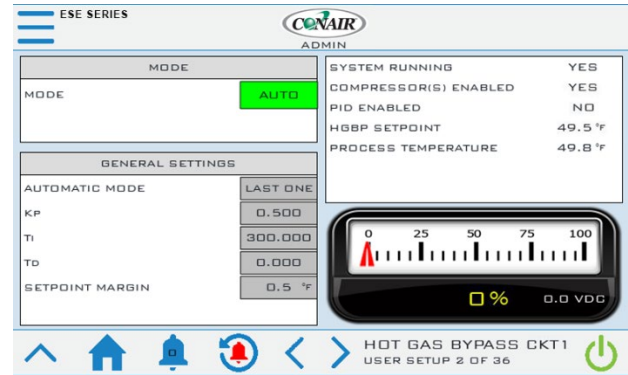 ESE SERIES
CONAIR
ADMIN
MODE
MODE AUTO
GENERAL SETTINGS
AUTOMATIC MODE LAST ONE
KP 0.500
TI 300.000
TD 0.000
SETPOINT MARGIN 0.5 °F
SYSTEM RUNNING YES
COMPRESSOR(S) ENABLED YES
PID ENABLED NO
HGBP SETPOINT 49.5 °F
PROCESS TEMPERATURE 49.8 °F
0 25 50 75 100
0 % 0.0 VDC
0
HOT GAS BYPASS CKT1
USER SETUP 2 OF 36